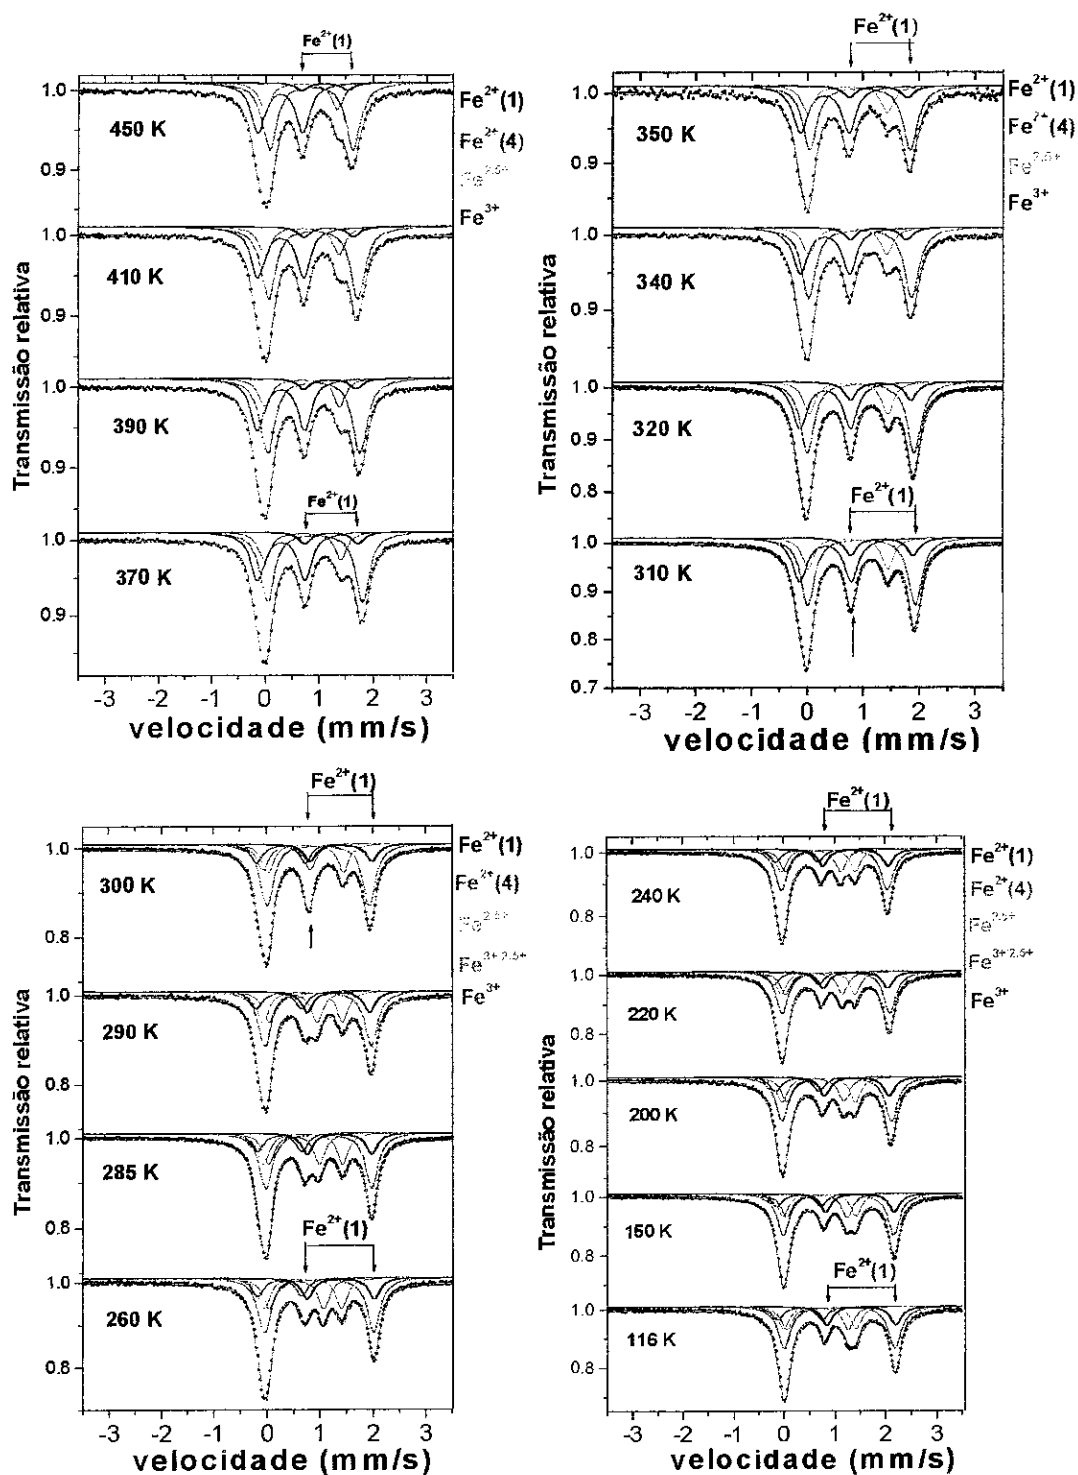 Fe²⁺(1)
1.0
450 K
0.9
1.0
410 K
0.9
1.0
390 K
0.9
Fe²⁺(1)
1.0
370 K
0.9
Fe²⁺(1)
Fe²⁺(4)
Fe²·⁵⁺
Fe³⁺
Transmissão relativa
-3 -2 -1 0 1 2 3
velocidade (mm/s)
Fe²⁺(1)
1.0
350 K
0.9
1.0
340 K
0.9
1.0
320 K
0.9
0.8
Fe²⁺(1)
1.0
310 K
0.9
0.8
0.7
Fe²⁺(1)
Fe²⁺(4)
Fe²·⁵⁺
Fe³⁺
Transmissão relativa
-3 -2 -1 0 1 2 3
velocidade (mm/s)
Fe²⁺(1)
1.0
300 K
0.8
1.0
290 K
0.8
1.0
285 K
0.8
Fe²⁺(1)
1.0
260 K
0.8
Fe²⁺(1)
Fe²⁺(4)
Fe²·⁵⁺
Fe³⁺ ²·⁵⁺
Fe³⁺
Transmissão relativa
-3 -2 -1 0 1 2 3
velocidade (mm/s)
Fe²⁺(1)
1.0
240 K
0.8
1.0
220 K
0.8
1.0
200 K
0.8
1.0
150 K
0.8
Fe²⁺(1)
1.0
116 K
0.8
Fe²⁺(1)
Fe²⁺(4)
Fe²·⁵⁺
Fe³⁺ ²·⁵⁺
Fe³⁺
Transmissão relativa
-3 -2 -1 0 1 2 3
velocidade (mm/s)